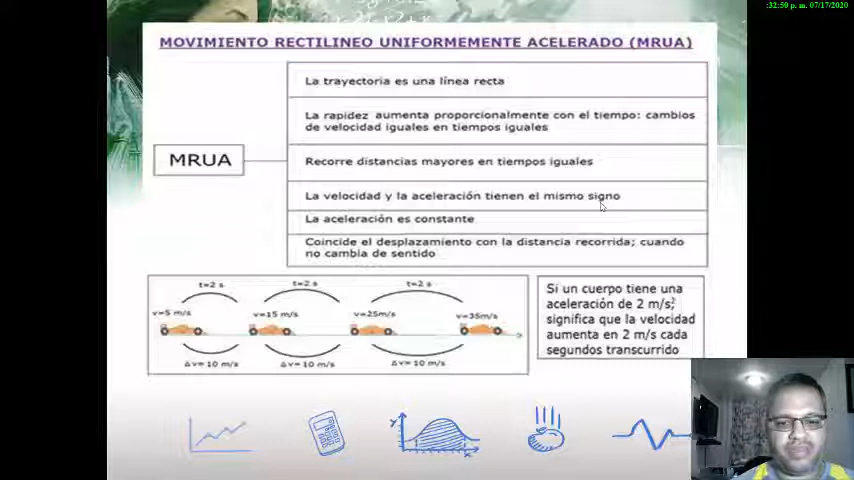 :32:59 p. m. 07/17/2020
MOVIMIENTO RECTILINEO UNIFORMEMENTE ACELERADO (MRUA)
MRUA
La trayectoria es una línea recta
La rapidez aumenta proporcionalmente con el tiempo: cambios
de velocidad iguales en tiempos iguales
Recorre distancias mayores en tiempos iguales
La velocidad y la aceleración tienen el mismo signo
La aceleración es constante
Coincide el desplazamiento con la distancia recorrida; cuando
no cambia de sentido
t=2 s t=2 s t=2 s
v=5 m/s v=15 m/s v=25m/s v=35m/s
Δv= 10 m/s Δv= 10 m/s Δv= 10 m/s
Si un cuerpo tiene una
aceleración de 2 m/s²,
significa que la velocidad
aumenta en 2 m/s cada
segundos transcurrido
Y
X